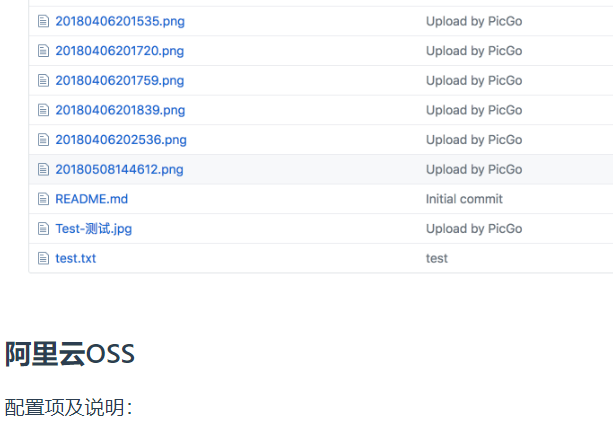 20180406201535.png Upload by PicGo
20180406201720.png Upload by PicGo
20180406201759.png Upload by PicGo
20180406201839.png Upload by PicGo
20180406202536.png Upload by PicGo
20180508144612.png Upload by PicGo
README.md Initial commit
Test-测试.jpg Upload by PicGo
test.txt test
阿里云OSS
配置项及说明：